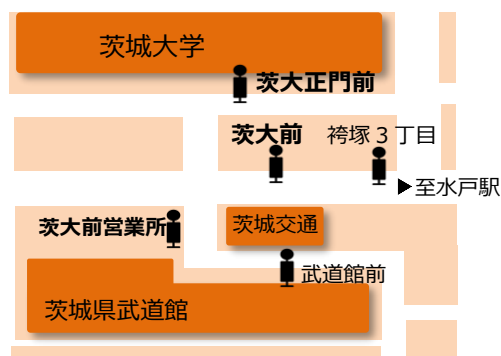 茨城大学
茨大正門前
茨大前 袴塚3丁目
▶至水戸駅
茨大前営業所
茨城交通
武道館前
茨城県武道館